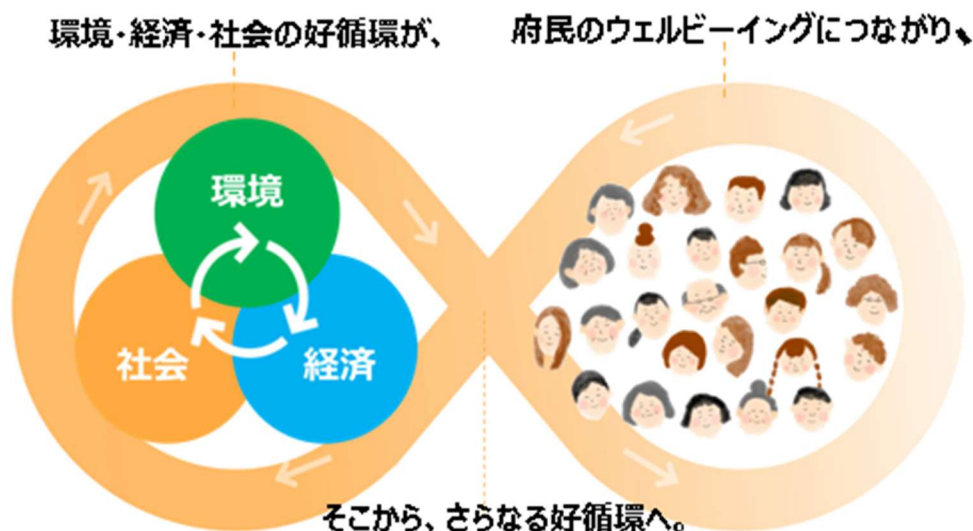 環境・経済・社会の好循環が、
府民のウェルビーイングにつながり、
環境
社会
経済
そこから、さらなる好循環へ。